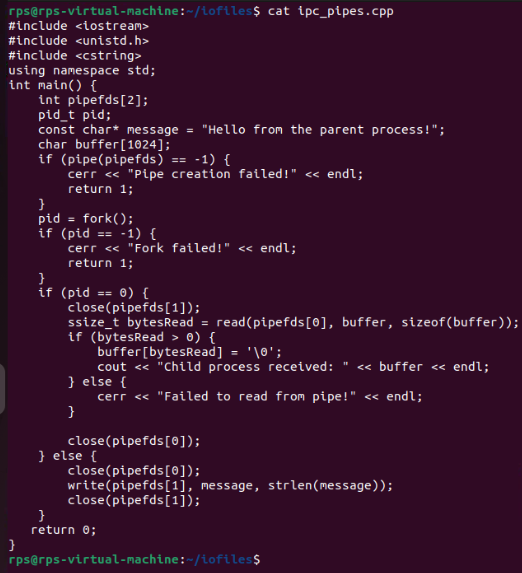 rps@rps-virtual-machine:~/iofiles$ cat ipc_pipes.cpp
#include <iostream>
#include <unistd.h>
#include <cstring>
using namespace std;
int main() {
    int pipefds[2];
    pid_t pid;
    const char* message = "Hello from the parent process!";
    char buffer[1024];
    if (pipe(pipefds) == -1) {
        cerr << "Pipe creation failed!" << endl;
        return 1;
    }
    pid = fork();
    if (pid == -1) {
        cerr << "Fork failed!" << endl;
        return 1;
    }
    if (pid == 0) {
        close(pipefds[1]);
        ssize_t bytesRead = read(pipefds[0], buffer, sizeof(buffer));
        if (bytesRead > 0) {
            buffer[bytesRead] = '\0';
            cout << "Child process received: " << buffer << endl;
        } else {
            cerr << "Failed to read from pipe!" << endl;
        }

        close(pipefds[0]);
    } else {
        close(pipefds[0]);
        write(pipefds[1], message, strlen(message));
        close(pipefds[1]);
    }
   return 0;
}
rps@rps-virtual-machine:~/iofiles$